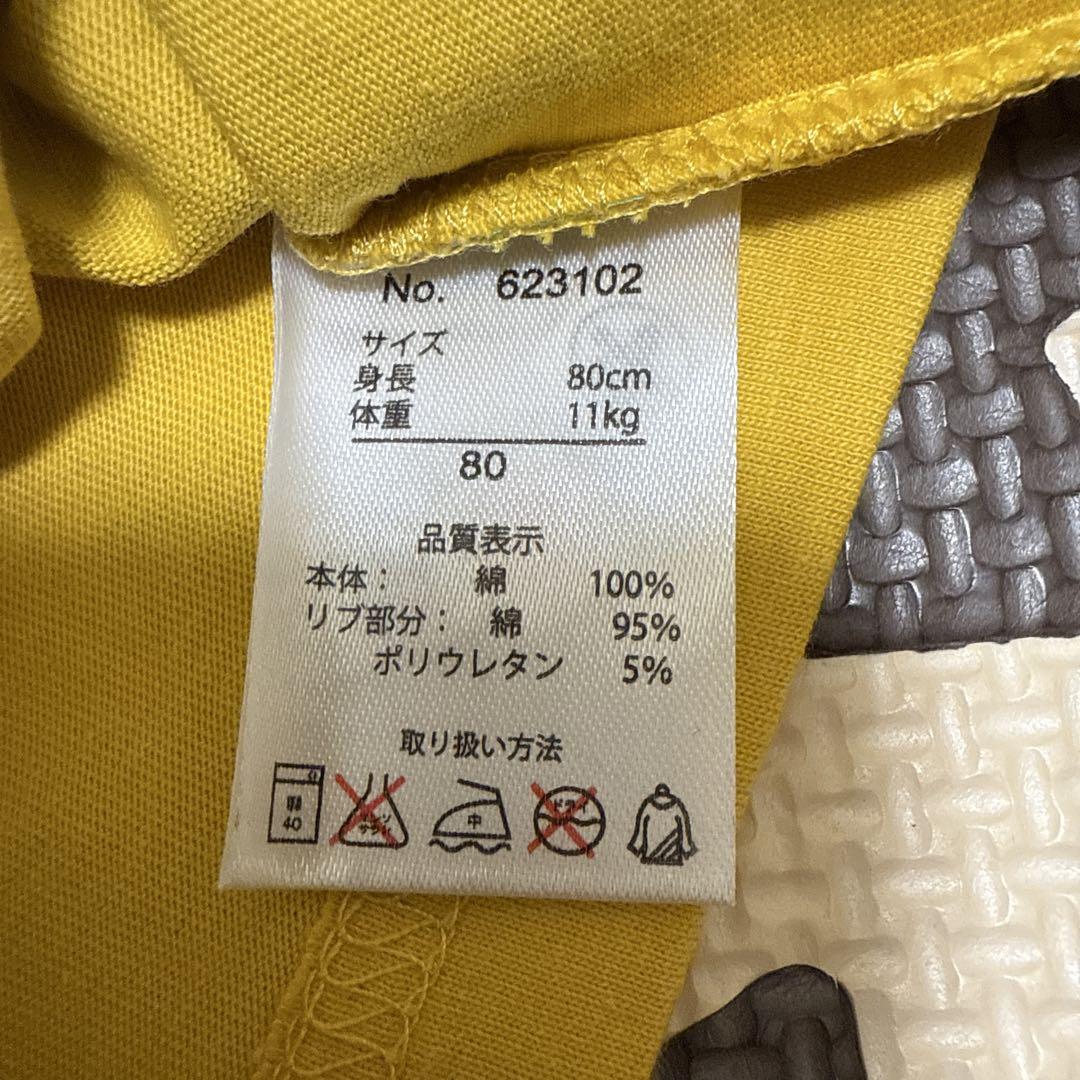 No. 623102
サイズ
身長 80cm
体重 11kg
80
品質表示
本体： 綿 100%
リブ部分： 綿 95%
ポリウレタン 5%
取り扱い方法
40
中